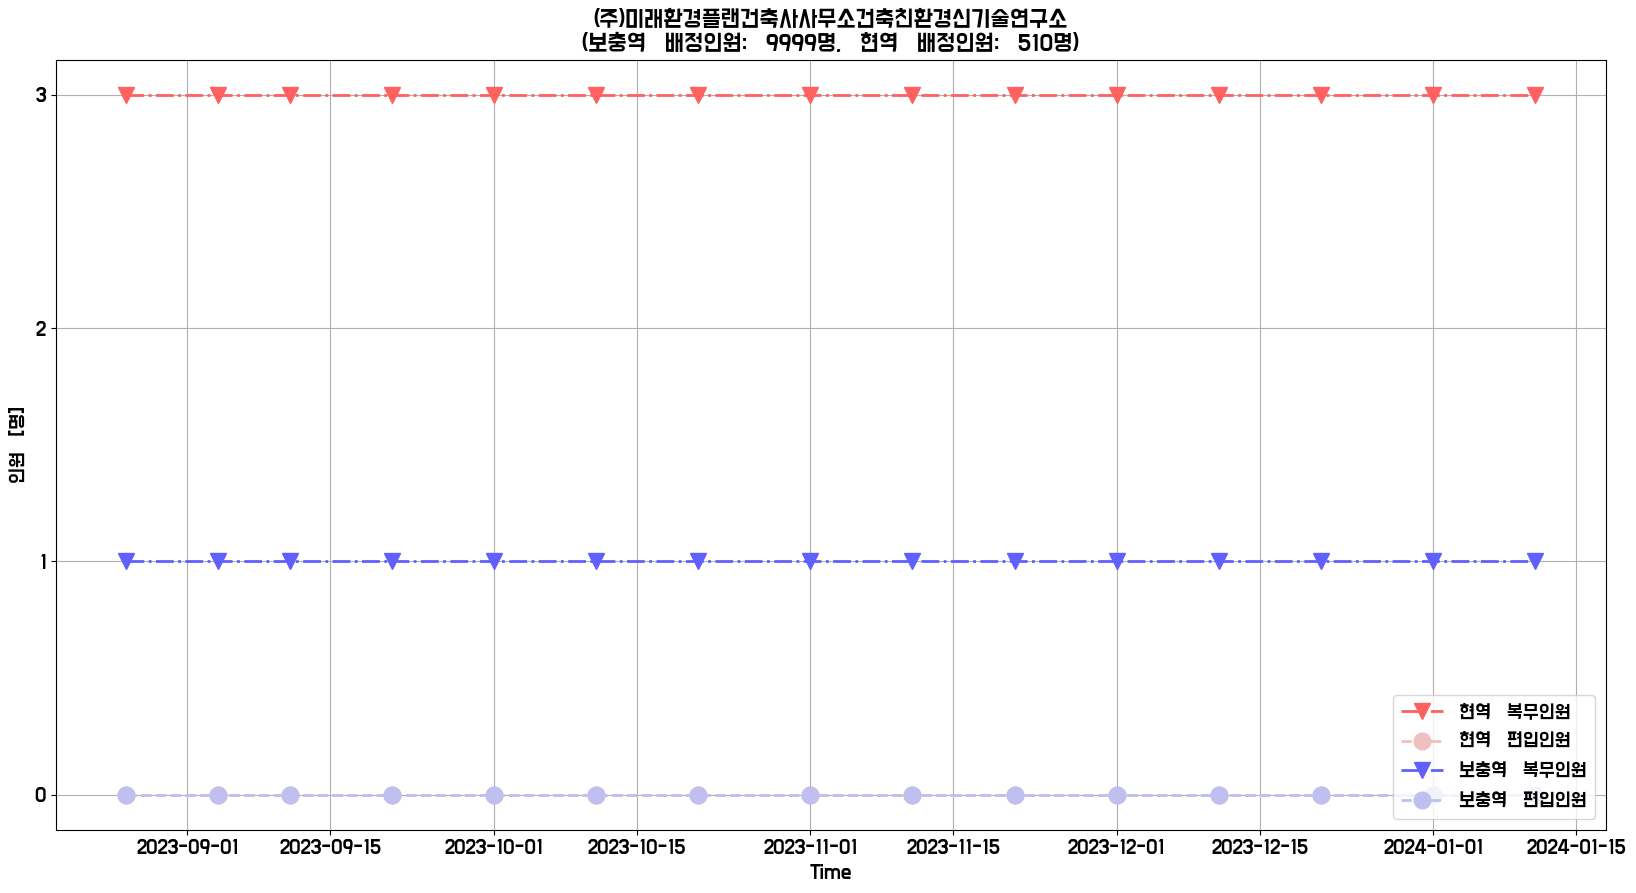 (주)미래환경플랜건축사사무소건축친환경신기술연구소
(보충역 배정인원: 9999명, 현역 배정인원: 510명)
3
2
1
0
인원 [명]
2023-09-01 2023-09-15 2023-10-01 2023-10-15 2023-11-01 2023-11-15 2023-12-01 2023-12-15 2024-01-01 2024-01-15
Time
현역 복무인원
현역 편입인원
보충역 복무인원
보충역 편입인원